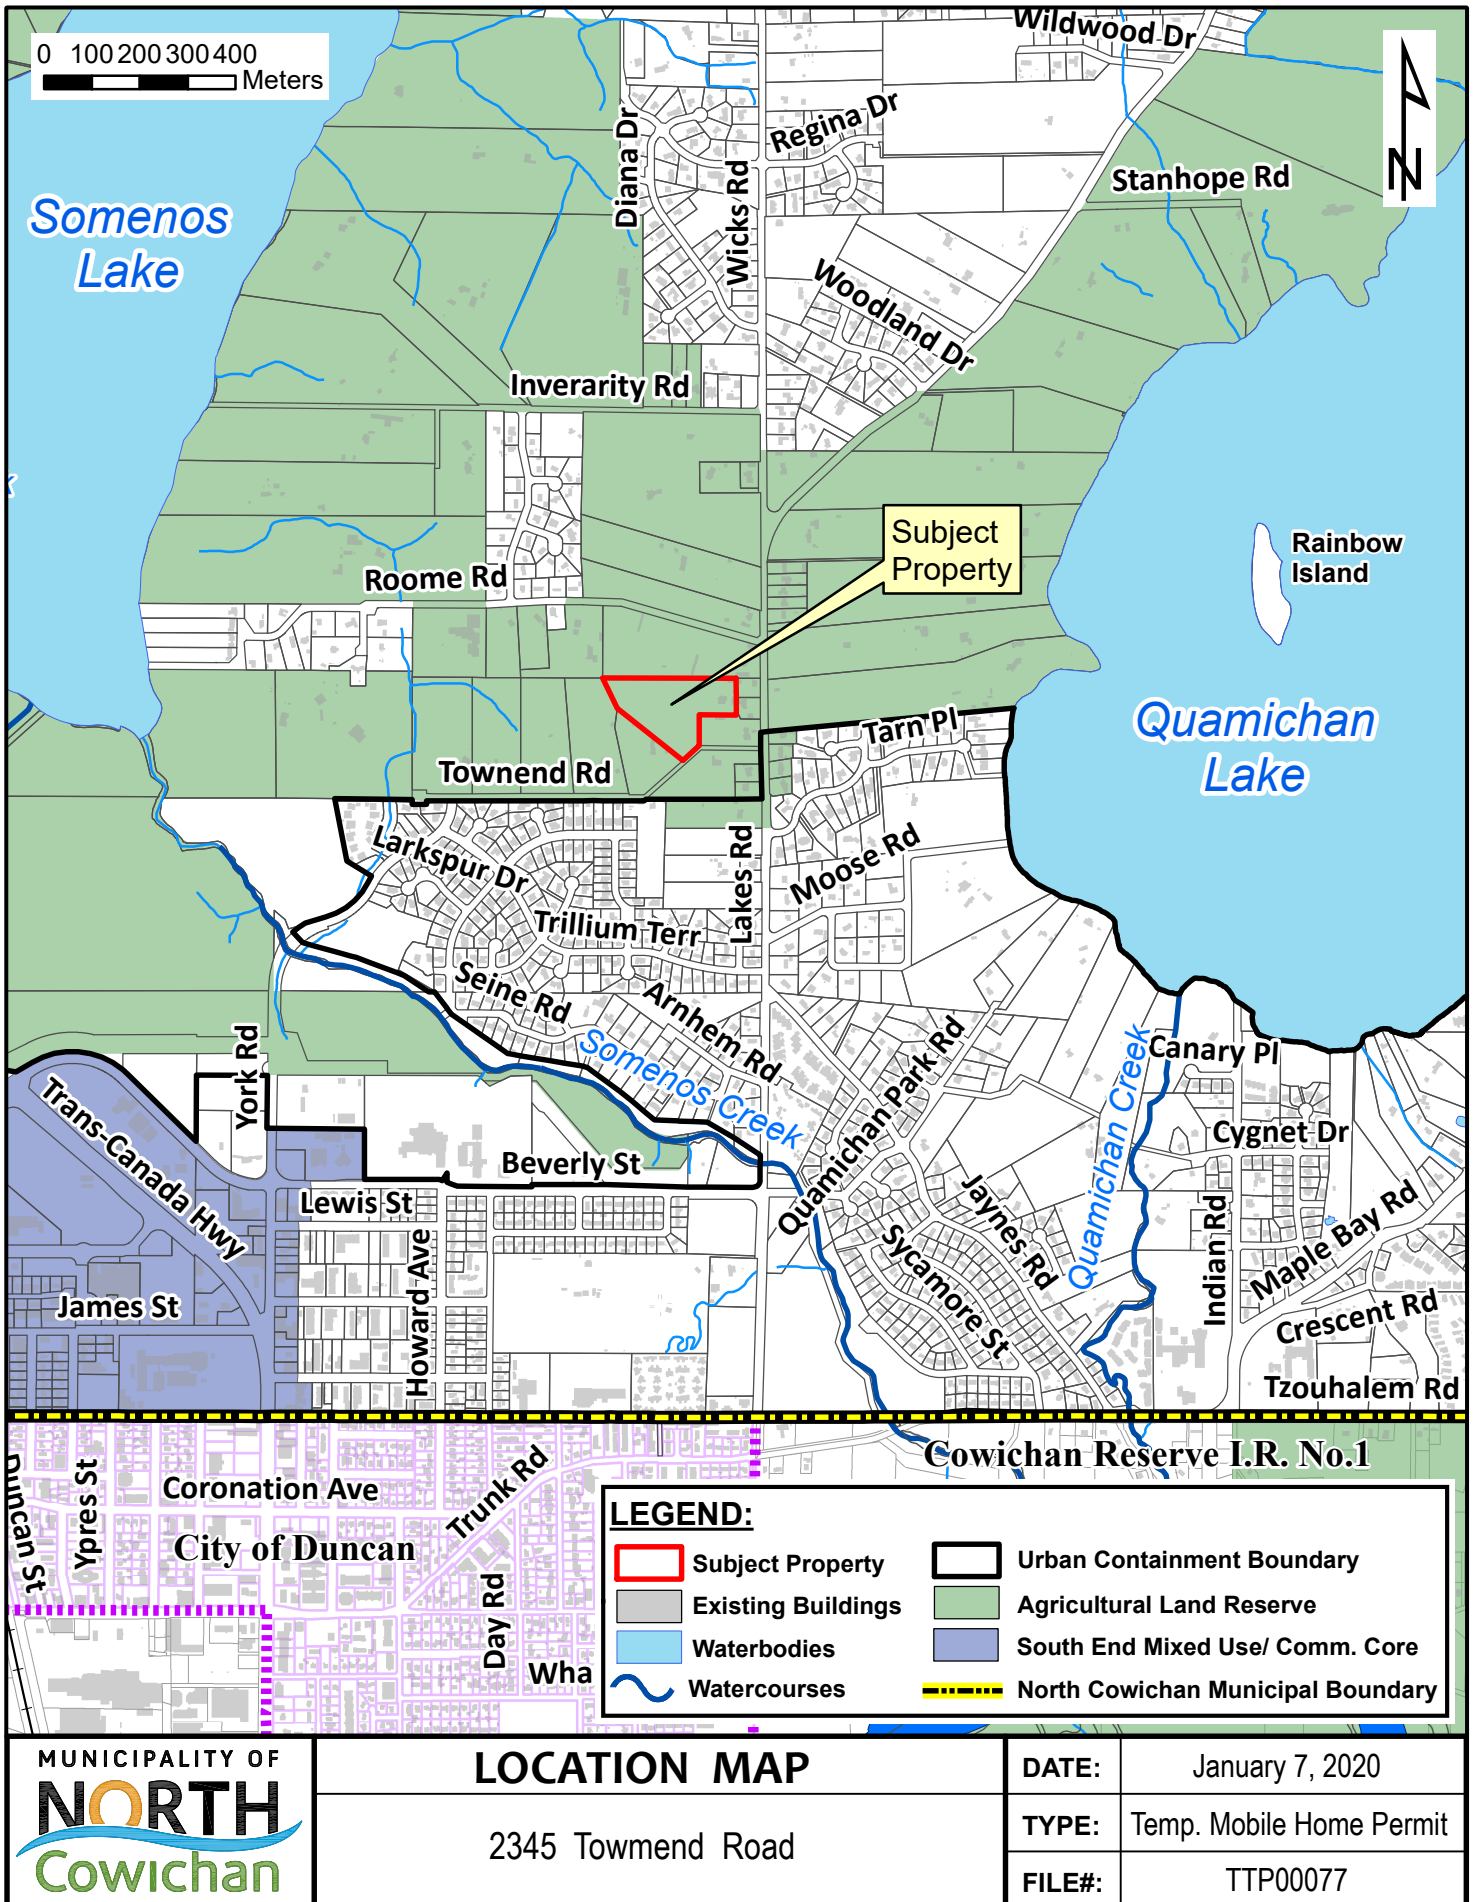 0 100 200 300 400
Meters
Wildwood Dr
N
Regina Dr
Diana Dr
Wicks Rd
Stanhope Rd
Somenos
Lake
Woodland Dr
Inverarity Rd
Subject
Property
Rainbow
Island
Roome Rd
Quamichan
Lake
Tarn Pl
Townend Rd
Larkspur Dr
Lakes Rd
Moose Rd
Trillium Terr
Seine Rd
Arnhem Rd
Somenos Creek
Quamichan Park Rd
Quamichan Creek
Canary Pl
York Rd
Trans-Canada Hwy
Beverly St
Cygnet Dr
Lewis St
Howard Ave
Jaynes Rd
Sycamore St
Indian Rd
Maple Bay Rd
James St
Crescent Rd
Tzouhalem Rd
Cowichan Reserve I.R. No.1
Duncan St
Ypres St
Coronation Ave
Trunk Rd
City of Duncan
Day Rd
Wha
LEGEND:
Subject Property
Existing Buildings
Waterbodies
Watercourses
Urban Containment Boundary
Agricultural Land Reserve
South End Mixed Use/ Comm. Core
North Cowichan Municipal Boundary
MUNICIPALITY OF
NORTH
Cowichan
LOCATION MAP
2345 Towmend Road
DATE: January 7, 2020
TYPE: Temp. Mobile Home Permit
FILE#: TTP00077